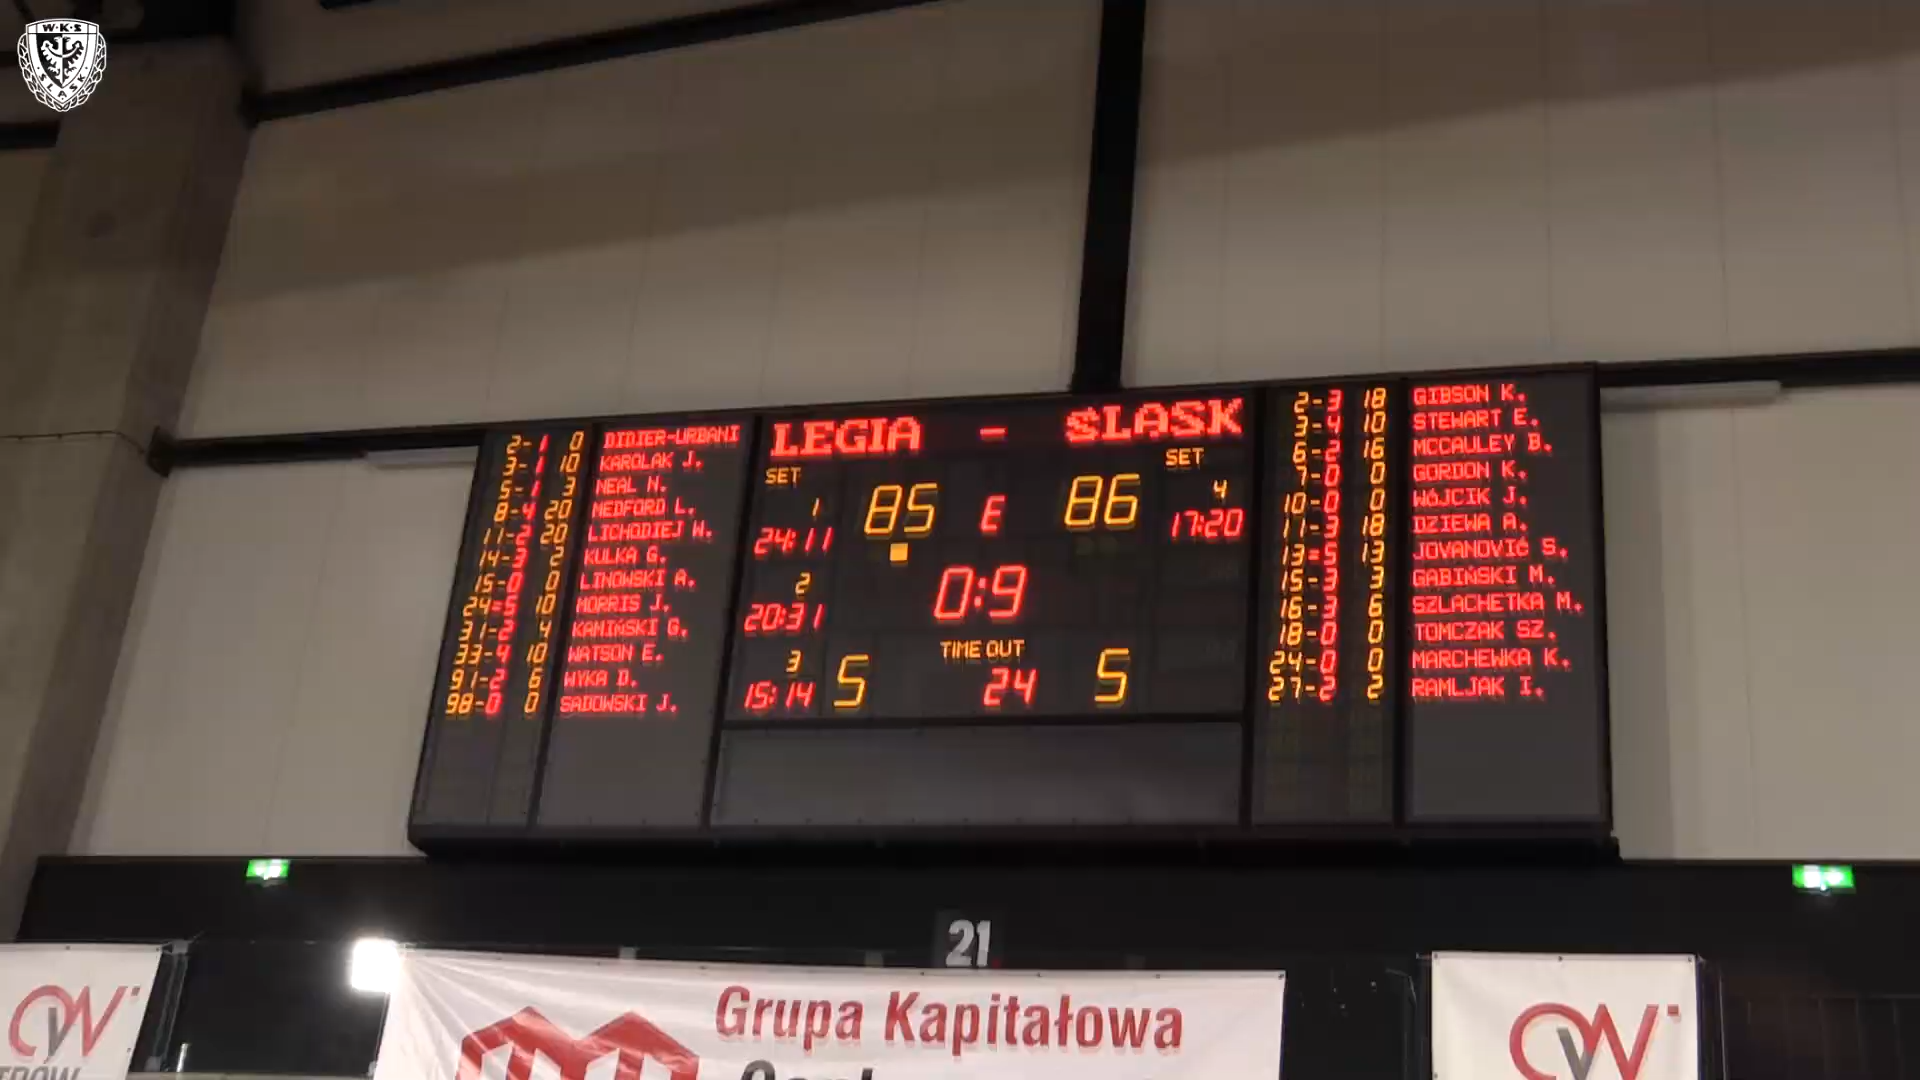 W·K·S
ŚLĄSK
LEGIA - ŚLĄSK
2-1 0 DIDIER-URBANI
3-1 10 KAROLAK J.
5-1 3 NEAL N.
8-4 20 MEDFORD L.
11-2 20 LICHODIEJ W.
14-3 2 KULKA G.
15-0 0 LINOWSKI A.
24=5 10 MORRIS J.
31-2 4 KAMIŃSKI G.
33-4 10 WATSON E.
91-2 6 WYKA D.
98-0 0 SADOWSKI J.
SET
1
24:11
2
20:31
3
15:14
85 E 86
0:9
TIME OUT
5 24 5
SET
4
17:20
2-3 18 GIBSON K.
3-4 10 STEWART E.
6-2 16 MCCAULEY B.
7-0 0 GORDON K.
10-0 0 WÓJCIK J.
11-3 18 DZIEWA A.
13=5 13 JOVANOVIĆ S.
15-3 3 GABIŃSKI M.
16-3 6 SZLACHETKA M.
18-0 0 TOMCZAK SZ.
24-0 0 MARCHEWKA K.
27-2 2 RAMLJAK I.
21
Grupa Kapitałowa
CW
CW